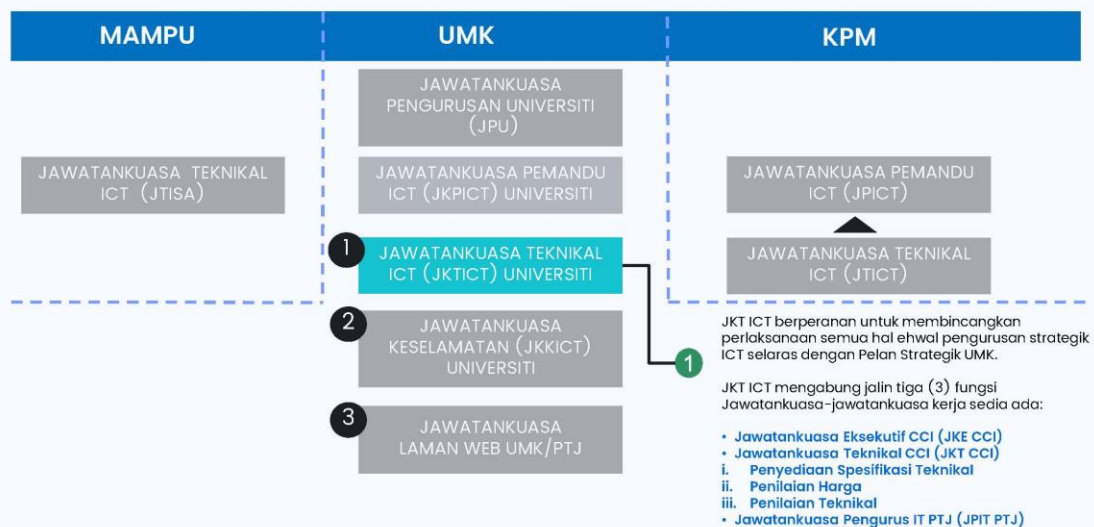 MAMPU
UMK
KPM
JAWATANKUASA
PENGURUSAN UNIVERSITI
(JPU)
JAWATANKUASA TEKNIKAL
ICT (JTISA)
JAWATANKUASA PEMANDU
ICT (JKPICT) UNIVERSITI
JAWATANKUASA PEMANDU
ICT (JPICT)
1
JAWATANKUASA TEKNIKAL
ICT (JKTICT) UNIVERSITI
JAWATANKUASA TEKNIKAL
ICT (JTICT)
2
JAWATANKUASA
KESELAMATAN (JKKICT)
UNIVERSITI
3
JAWATANKUASA
LAMAN WEB UMK/PTJ
1
JKT ICT berperanan untuk membincangkan
perlaksanaan semua hal ehwal pengurusan strategik
ICT selaras dengan Pelan Strategik UMK.
JKT ICT mengabung jalin tiga (3) fungsi
Jawatankuasa-jawatankuasa kerja sedia ada:
• Jawatankuasa Eksekutif CCI (JKE CCI)
• Jawatankuasa Teknikal CCI (JKT CCI)
i. Penyediaan Spesifikasi Teknikal
ii. Penilaian Harga
iii. Penilaian Teknikal
• Jawatankuasa Pengurus IT PTJ (JPIT PTJ)